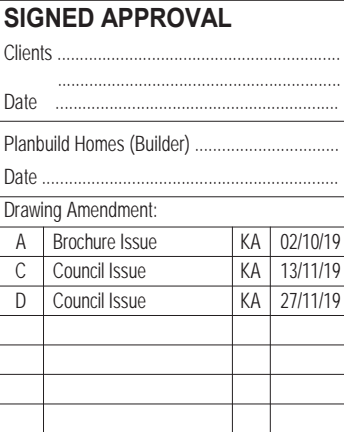 SIGNED APPROVAL
Clients ................................................................
................................................................
Date ................................................................
Planbuild Homes (Builder) .................................
Date ...................................................................
Drawing Amendment:
A Brochure Issue KA 02/10/19
C Council Issue KA 13/11/19
D Council Issue KA 27/11/19